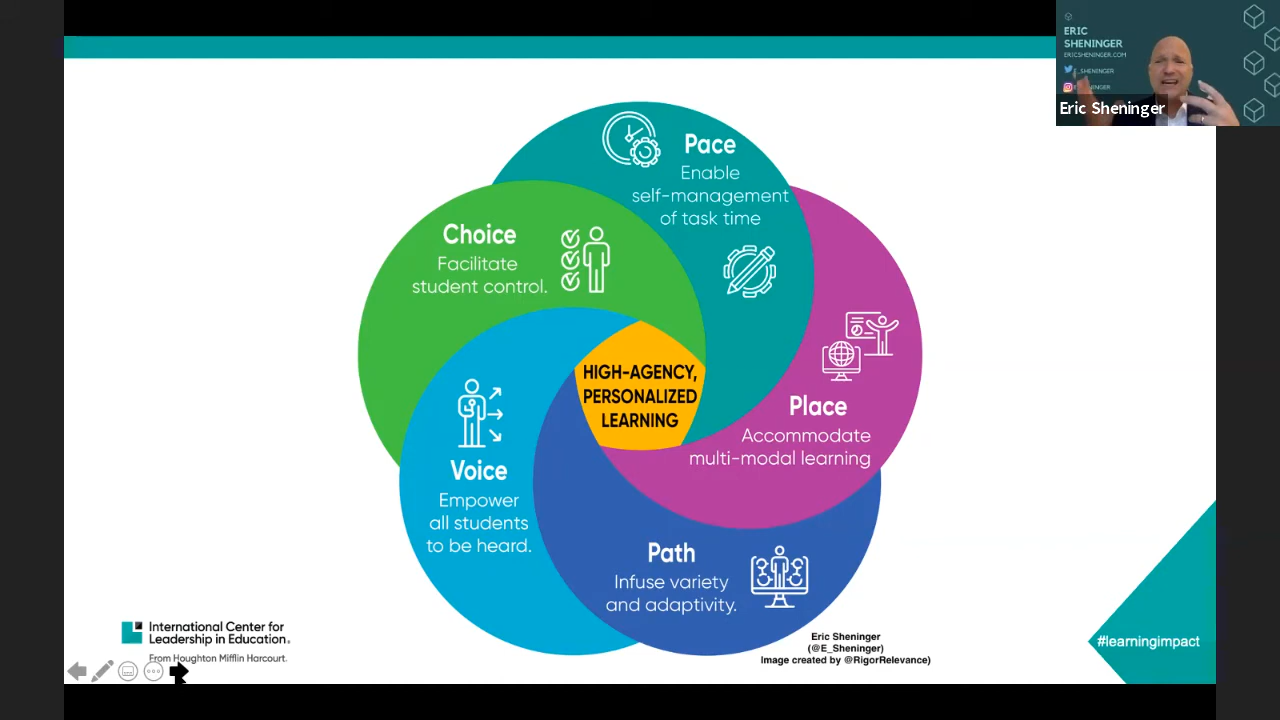 ERIC
SHENINGER
ERICSHENINGER.COM
E_SHENINGER
Eric Sheninger
Pace
Enable
self-management
of task time
Choice
Facilitate
student control.
HIGH-AGENCY,
PERSONALIZED
LEARNING
Place
Accommodate
multi-modal learning
Voice
Empower
all students
to be heard.
Path
Infuse variety
and adaptivity.
International Center for
Leadership in Education.
From Houghton Mifflin Harcourt.
Eric Sheninger
(@E_Sheninger)
Image created by @RigorRelevance)
#learningimpact